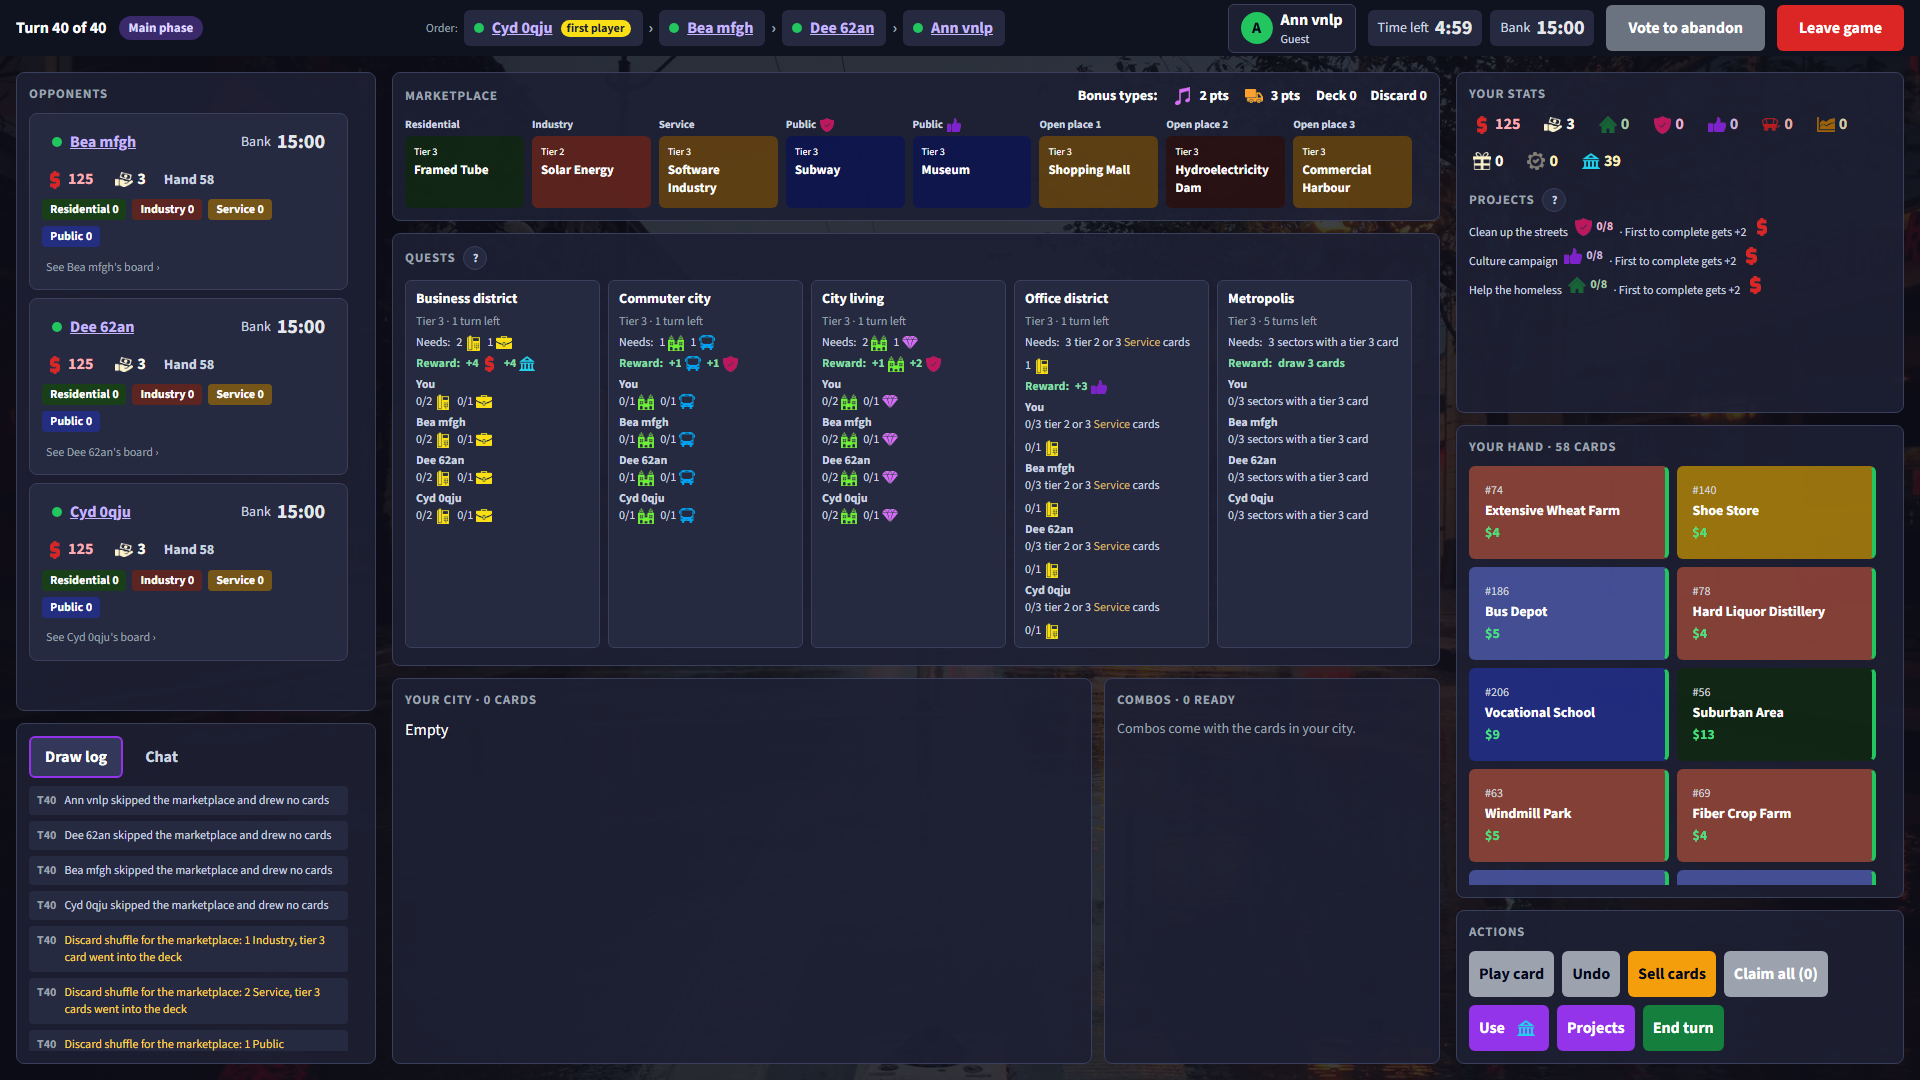 Turn 40 of 40
Main phase
Order:
Cyd 0qju first player › Bea mfgh › Dee 62an › Ann vnlp
A
Ann vnlp
Guest
Time left 4:59
Bank 15:00
Vote to abandon
Leave game
OPPONENTS
Bea mfgh Bank 15:00
125 3 Hand 58
Residential 0 Industry 0 Service 0
Public 0
See Bea mfgh's board ›
Dee 62an Bank 15:00
125 3 Hand 58
Residential 0 Industry 0 Service 0
Public 0
See Dee 62an's board ›
Cyd 0qju Bank 15:00
125 3 Hand 58
Residential 0 Industry 0 Service 0
Public 0
See Cyd 0qju's board ›
Draw log Chat
T40 Ann vnlp skipped the marketplace and drew no cards
T40 Dee 62an skipped the marketplace and drew no cards
T40 Bea mfgh skipped the marketplace and drew no cards
T40 Cyd 0qju skipped the marketplace and drew no cards
T40 Discard shuffle for the marketplace: 1 Industry, tier 3
card went into the deck
T40 Discard shuffle for the marketplace: 2 Service, tier 3
cards went into the deck
T40 Discard shuffle for the marketplace: 1 Public
MARKETPLACE
Bonus types: 2 pts 3 pts Deck 0 Discard 0
Residential
Tier 3
Framed Tube
Industry
Tier 2
Solar Energy
Service
Tier 3
Software
Industry
Public
Tier 3
Subway
Public
Tier 3
Museum
Open place 1
Tier 3
Shopping Mall
Open place 2
Tier 3
Hydroelectricity
Dam
Open place 3
Tier 3
Commercial
Harbour
QUESTS ?
Business district
Tier 3 · 1 turn left
Needs: 2 1
Reward: +4 +4
You
0/2 0/1
Bea mfgh
0/2 0/1
Dee 62an
0/2 0/1
Cyd 0qju
0/2 0/1
Commuter city
Tier 3 · 1 turn left
Needs: 1 1
Reward: +1 +1
You
0/1 0/1
Bea mfgh
0/1 0/1
Dee 62an
0/1 0/1
Cyd 0qju
0/1 0/1
City living
Tier 3 · 1 turn left
Needs: 2 1
Reward: +1 +2
You
0/2 0/1
Bea mfgh
0/2 0/1
Dee 62an
0/2 0/1
Cyd 0qju
0/2 0/1
Office district
Tier 3 · 1 turn left
Needs: 3 tier 2 or 3 Service cards
1
Reward: +3
You
0/3 tier 2 or 3 Service cards
0/1
Bea mfgh
0/3 tier 2 or 3 Service cards
0/1
Dee 62an
0/3 tier 2 or 3 Service cards
0/1
Cyd 0qju
0/3 tier 2 or 3 Service cards
0/1
Metropolis
Tier 3 · 5 turns left
Needs: 3 sectors with a tier 3 card
Reward: draw 3 cards
You
0/3 sectors with a tier 3 card
Bea mfgh
0/3 sectors with a tier 3 card
Dee 62an
0/3 sectors with a tier 3 card
Cyd 0qju
0/3 sectors with a tier 3 card
YOUR CITY · 0 CARDS
Empty
COMBOS · 0 READY
Combos come with the cards in your city.
YOUR STATS
125 3 0 0 0 0 0
0 0 39
PROJECTS ?
Clean up the streets 0/8 · First to complete gets +2
Culture campaign 0/8 · First to complete gets +2
Help the homeless 0/8 · First to complete gets +2
YOUR HAND · 58 CARDS
#74
Extensive Wheat Farm
$4
#140
Shoe Store
$4
#186
Bus Depot
$5
#78
Hard Liquor Distillery
$4
#206
Vocational School
$9
#56
Suburban Area
$13
#63
Windmill Park
$5
#69
Fiber Crop Farm
$4
ACTIONS
Play card Undo Sell cards Claim all (0)
Use Projects End turn